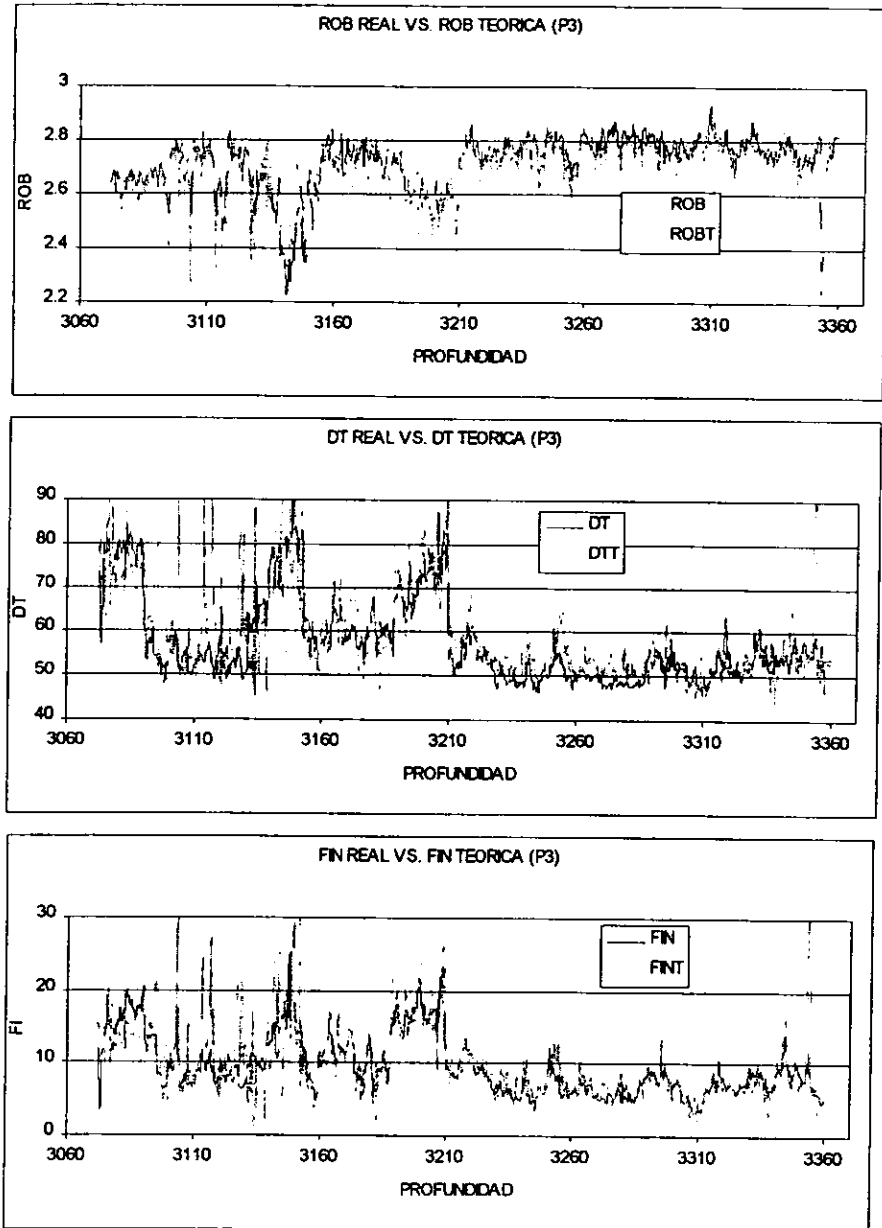 ROB REAL VS. ROB TEORICA (P3)
3
2.8
2.6
2.4
2.2
ROB
ROB
ROBT
3060 3110 3160 3210 3260 3310 3360
PROFUNDIDAD
DT REAL VS. DT TEORICA (P3)
90
80
70
60
50
40
DT
DT
DTT
3060 3110 3160 3210 3260 3310 3360
PROFUNDIDAD
FIN REAL VS. FIN TEORICA (P3)
30
20
10
0
FI
FIN
FINT
3060 3110 3160 3210 3260 3310 3360
PROFUNDIDAD